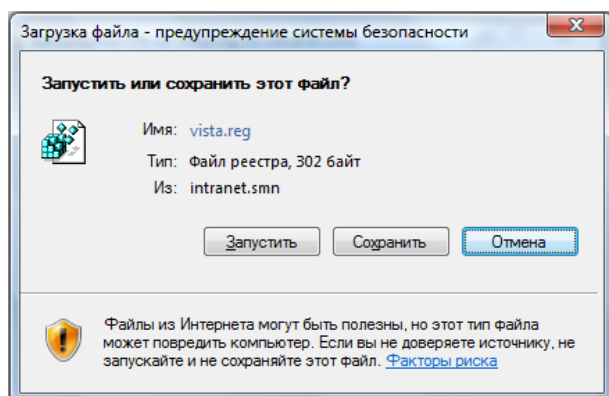 Загрузка файла - предупреждение системы безопасности
Запустить или сохранить этот файл?
Имя: vista.reg
Тип: Файл реестра, 302 байт
Из: intranet.smn
Запустить Сохранить Отмена
Файлы из Интернета могут быть полезны, но этот тип файла
может повредить компьютер. Если вы не доверяете источнику, не
запускайте и не сохраняйте этот файл. Факторы риска